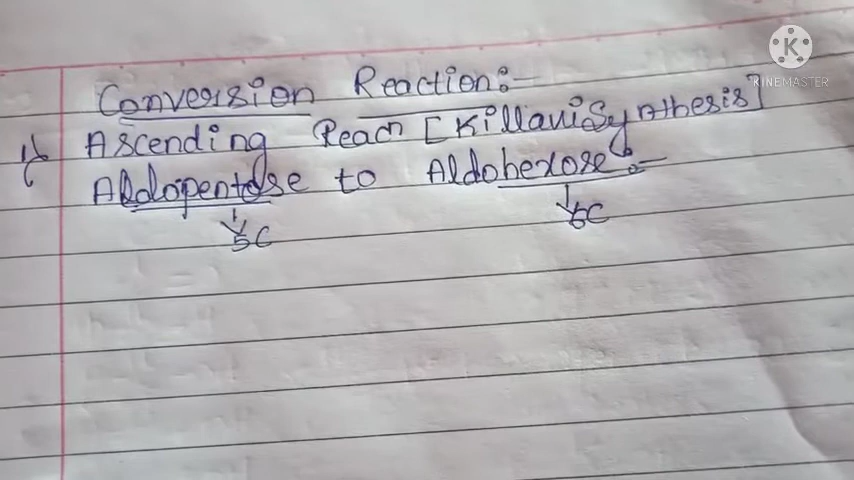 K
KINEMASTER
Conversion Reaction:-
1) Ascending Reacn [Killani Synthesis]
Aldopentose to Aldohexose:-
5C 6C